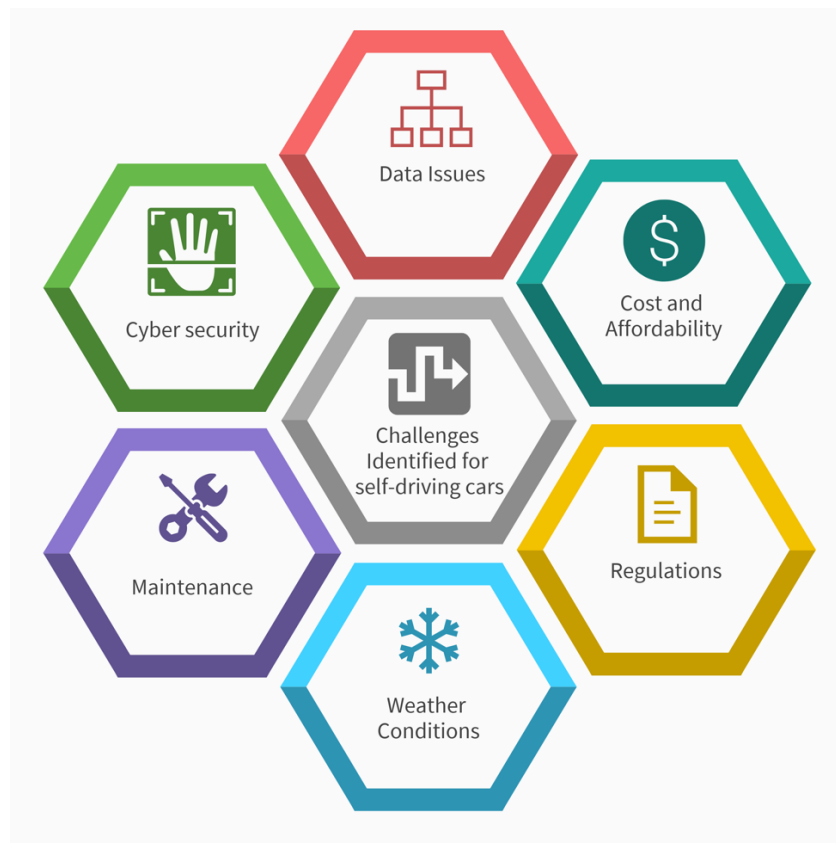 Data Issues
Cyber security
Cost and
Affordability
$
Challenges
Identified for
self-driving cars
Maintenance
Regulations
Weather
Conditions